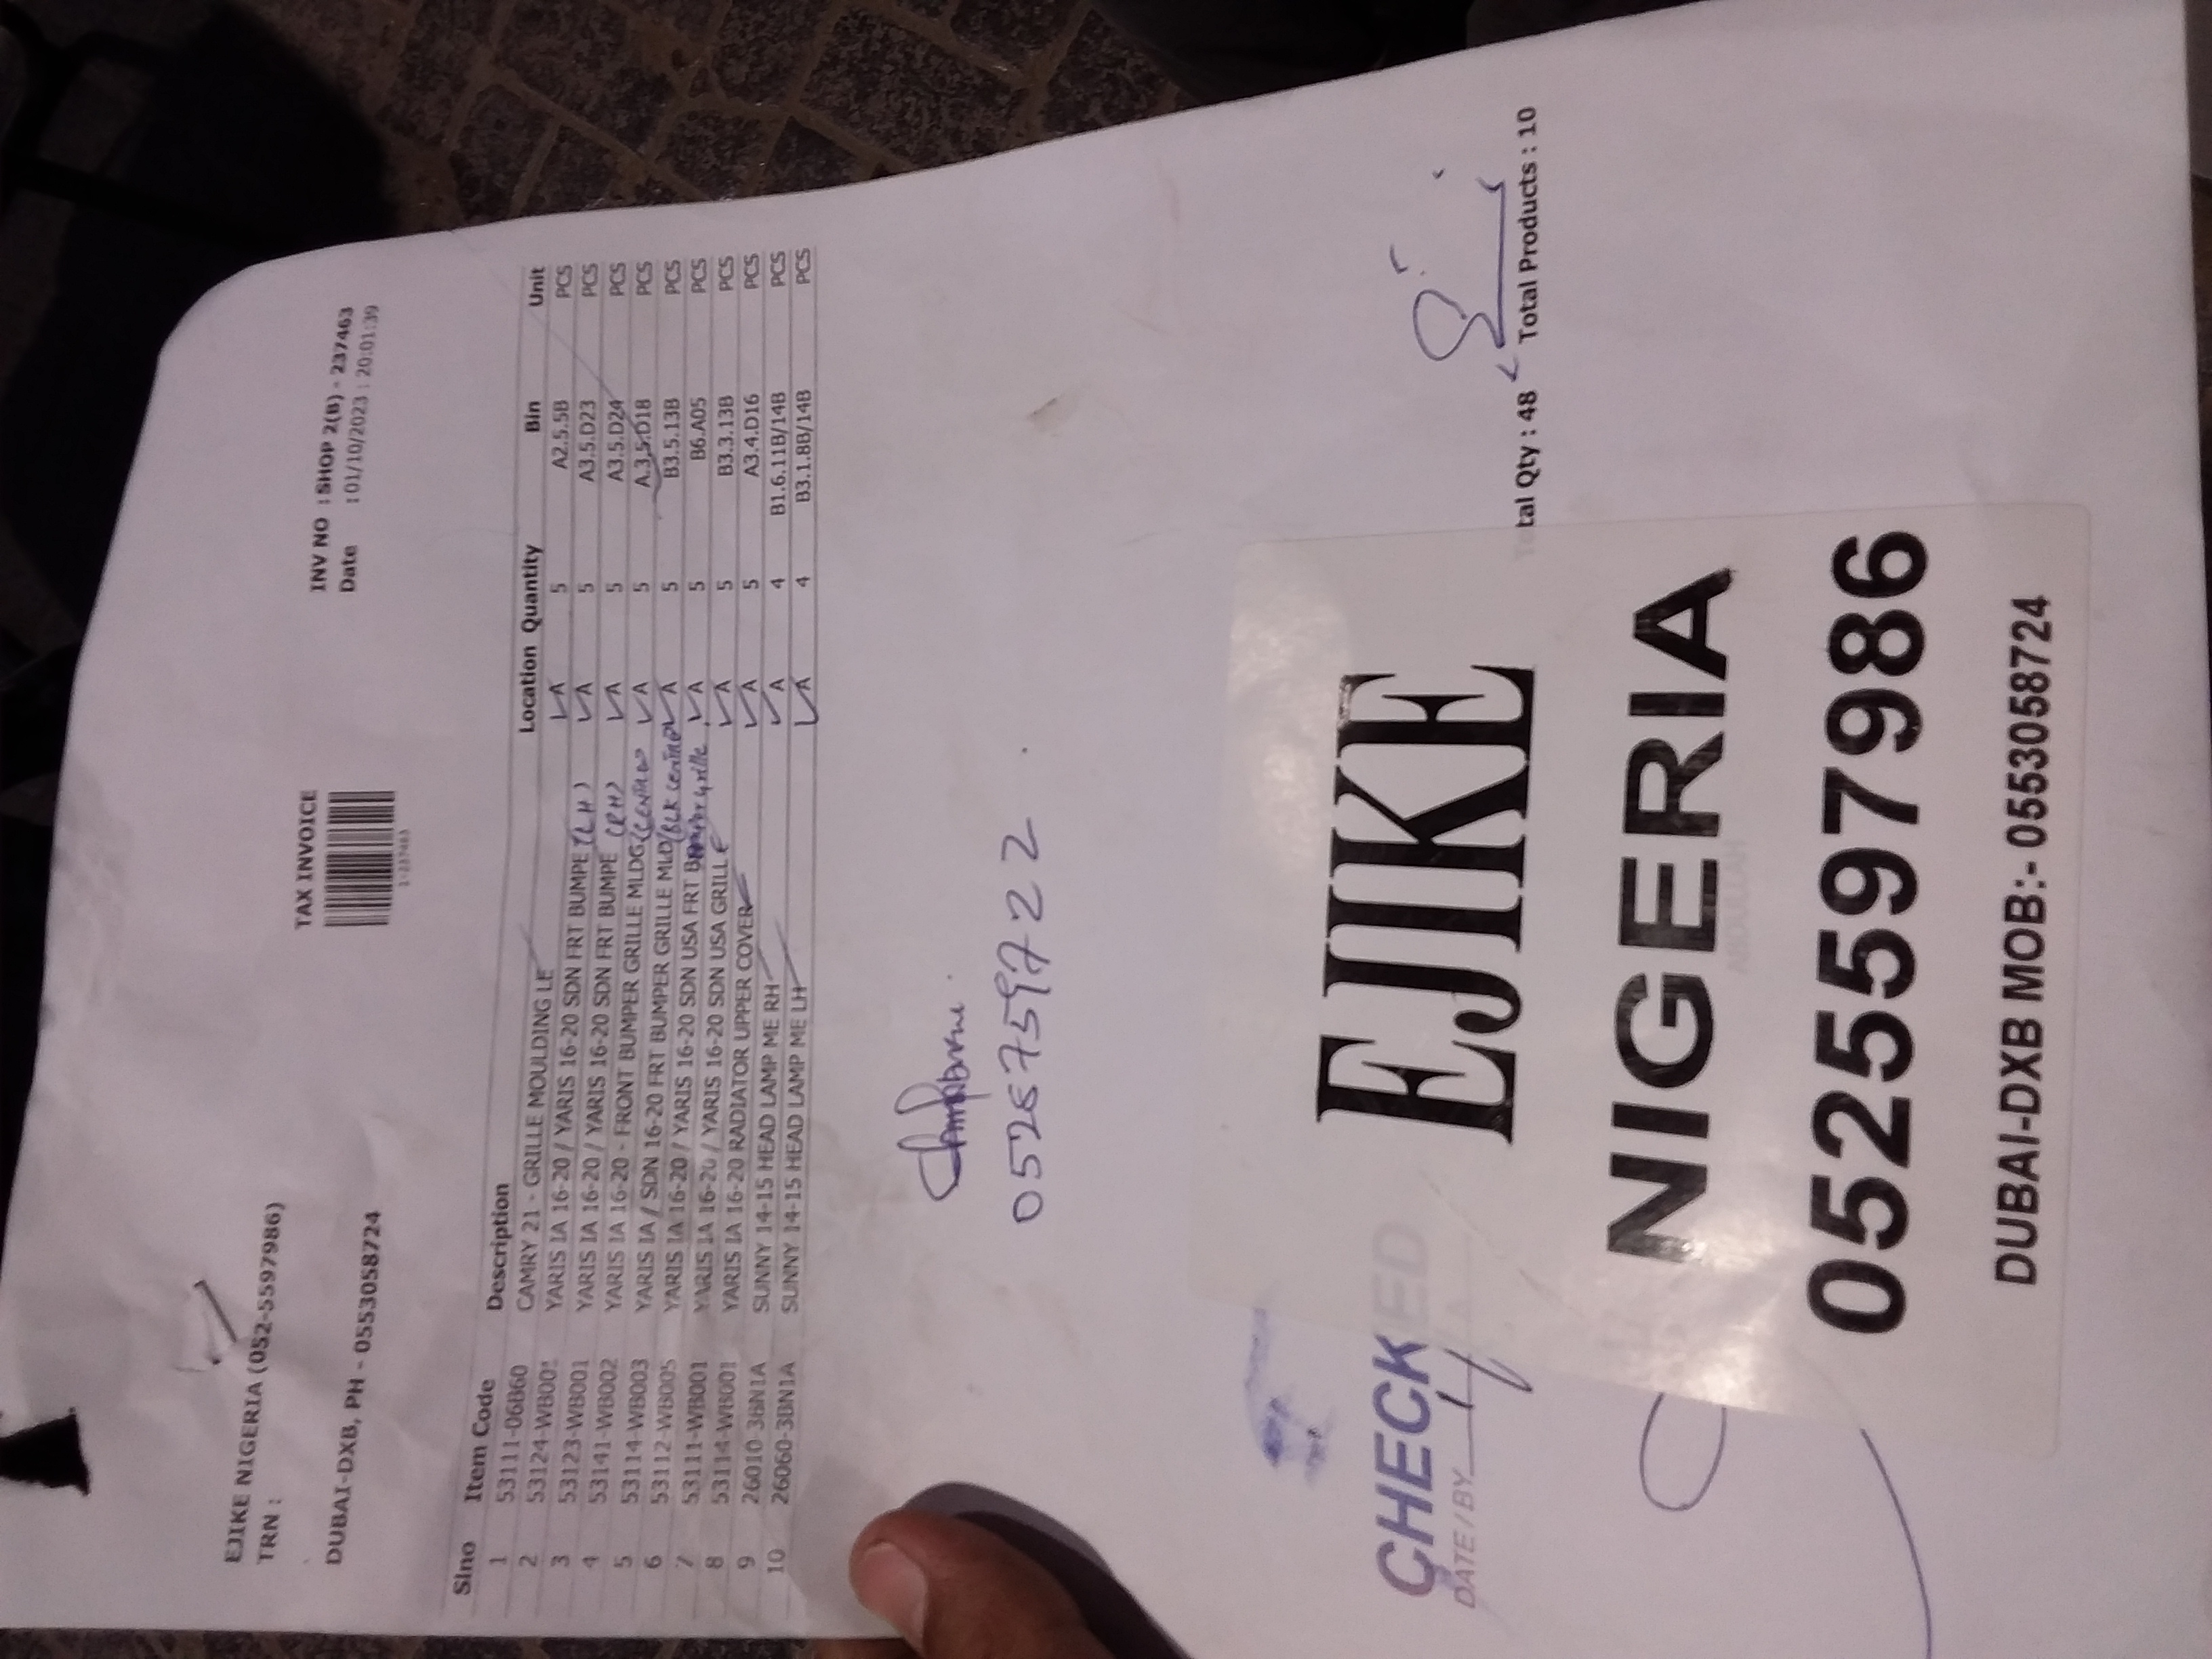 EJIKE NIGERIA (052-5597986)
TRN :
DUBAI-DXB, PH - 0553058724
TAX INVOICE
INV NO : SHOP 2(B) - 237463
Date : 01/10/2023 : 20:01:39
Slno Item Code Description Location Quantity Bin Unit
1 53111-06B60 CAMRY 21 - GRILLE MOULDING LE A 5 A2.5.5B PCS
2 53124-WB001 YARIS IA 16-20 / YARIS 16-20 SDN FRT BUMPE (LH) A 5 A3.5.D23 PCS
3 53123-WB001 YARIS IA 16-20 / YARIS 16-20 SDN FRT BUMPE (RH) A 5 A3.5.D24 PCS
4 53141-WB002 YARIS IA 16-20 - FRONT BUMPER GRILLE MLDG (CENTRE) A 5 A.3.5.D18 PCS
5 53114-WB003 YARIS IA / SDN 16-20 FRT BUMPER GRILLE MLD (BLK Centre) A 5 B3.5.13B PCS
6 53112-WB005 YARIS IA 16-20 / YARIS 16-20 SDN USA FRT Grille A 5 B6.A05 PCS
7 53111-WB001 YARIS IA 16-20 / YARIS 16-20 SDN USA GRILLE A 5 B3.3.13B PCS
8 53114-WB001 YARIS IA 16-20 RADIATOR UPPER COVER A 5 A3.4.D16 PCS
9 26010-3BN1A SUNNY 14-15 HEAD LAMP ME RH A 4 B1.6.11B/14B PCS
10 26060-3BN1A SUNNY 14-15 HEAD LAMP ME LH A 4 B3.1.8B/14B PCS
0528759722
CHECKED
DATE/BY
tal Qty : 48 Total Products : 10
EJIKE
NIGERIA
0525597986
DUBAI-DXB MOB:- 0553058724